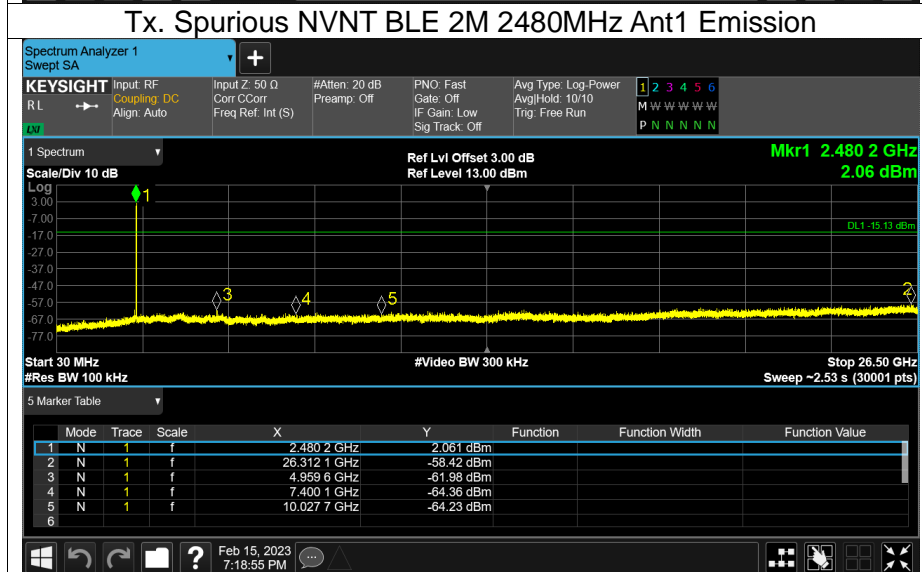 Tx. Spurious NVNT BLE 2M 2480MHz Ant1 Emission
Spectrum Analyzer 1
Swept SA
+
KEYSIGHT
RL
LXI
Input: RF
Coupling: DC
Align: Auto
Input Z: 50 Ω
Corr CCorr
Freq Ref: Int (S)
#Atten: 20 dB
Preamp: Off
PNO: Fast
Gate: Off
IF Gain: Low
Sig Track: Off
Avg Type: Log-Power
Avg|Hold: 10/10
Trig: Free Run
1 2 3 4 5 6
M W W W W W
P N N N N N
1 Spectrum
Scale/Div 10 dB
Ref Lvl Offset 3.00 dB
Ref Level 13.00 dBm
Mkr1 2.480 2 GHz
2.06 dBm
Log
3.00
-7.00
-17.0
-27.0
-37.0
-47.0
-57.0
-67.0
-77.0
1
DL1 -15.13 dBm
3
4
5
2
Start 30 MHz
#Res BW 100 kHz
#Video BW 300 kHz
Stop 26.50 GHz
Sweep ~2.53 s (30001 pts)
5 Marker Table
Mode Trace Scale X Y Function Function Width Function Value
1 N 1 f 2.480 2 GHz 2.061 dBm
2 N 1 f 26.312 1 GHz -58.42 dBm
3 N 1 f 4.959 6 GHz -61.98 dBm
4 N 1 f 7.400 1 GHz -64.36 dBm
5 N 1 f 10.027 7 GHz -64.23 dBm
6
?
Feb 15, 2023
7:18:55 PM